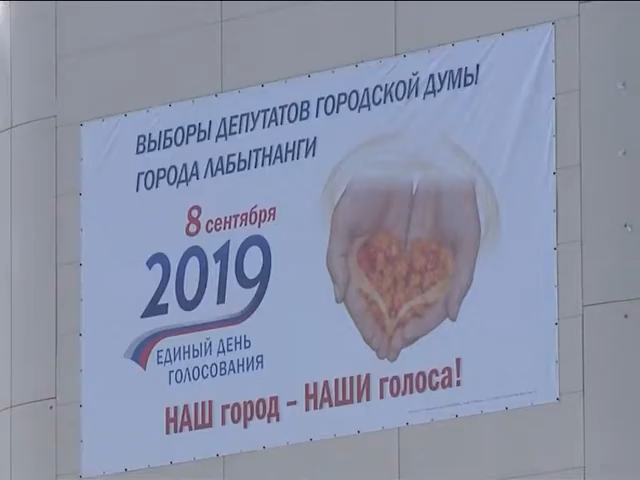 ВЫБОРЫ ДЕПУТАТОВ ГОРОДСКОЙ ДУМЫ
ГОРОДА ЛАБЫТНАНГИ
8 сентября
2019
ЕДИНЫЙ ДЕНЬ
ГОЛОСОВАНИЯ
НАШ город – НАШИ голоса!